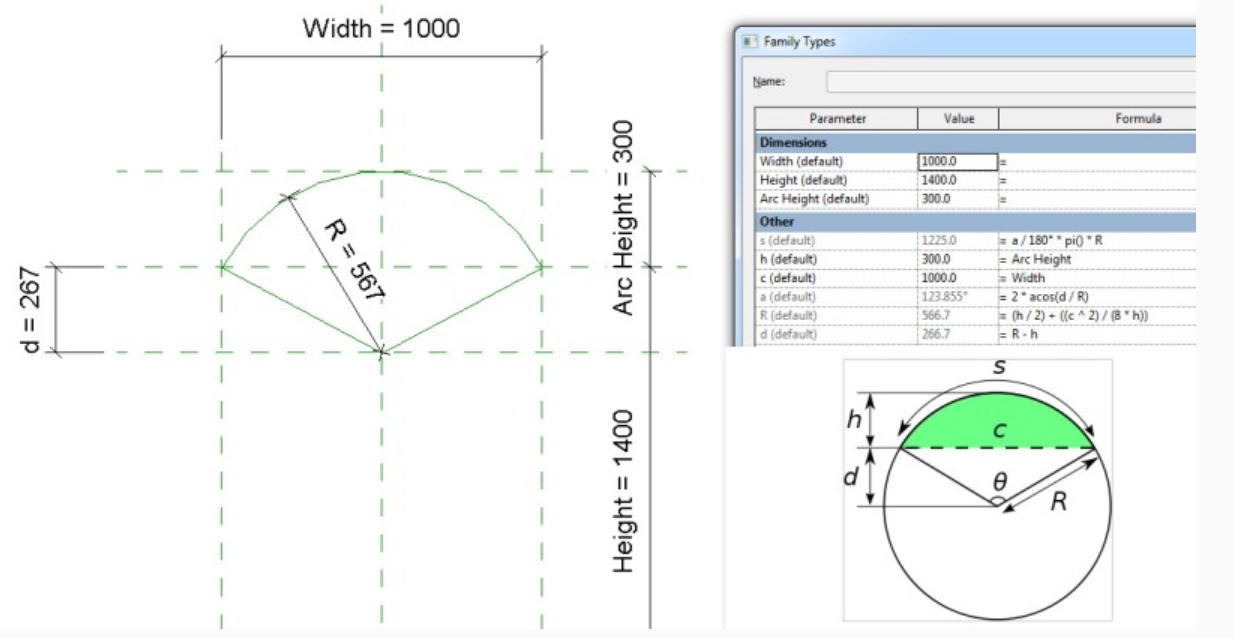 Width = 1000
Arc Height = 300
R = 567
d = 267
Height = 1400
Family Types
Name:
Parameter Value Formula
Dimensions
Width (default) 1000.0 =
Height (default) 1400.0 =
Arc Height (default) 300.0 =
Other
s (default) 1225.0 = a / 180° * pi() * R
h (default) 300.0 = Arc Height
c (default) 1000.0 = Width
a (default) 123.855° = 2 * acos(d / R)
R (default) 566.7 = (h / 2) + ((c ^ 2) / (8 * h))
d (default) 266.7 = R - h
s
h
c
d
θ
R